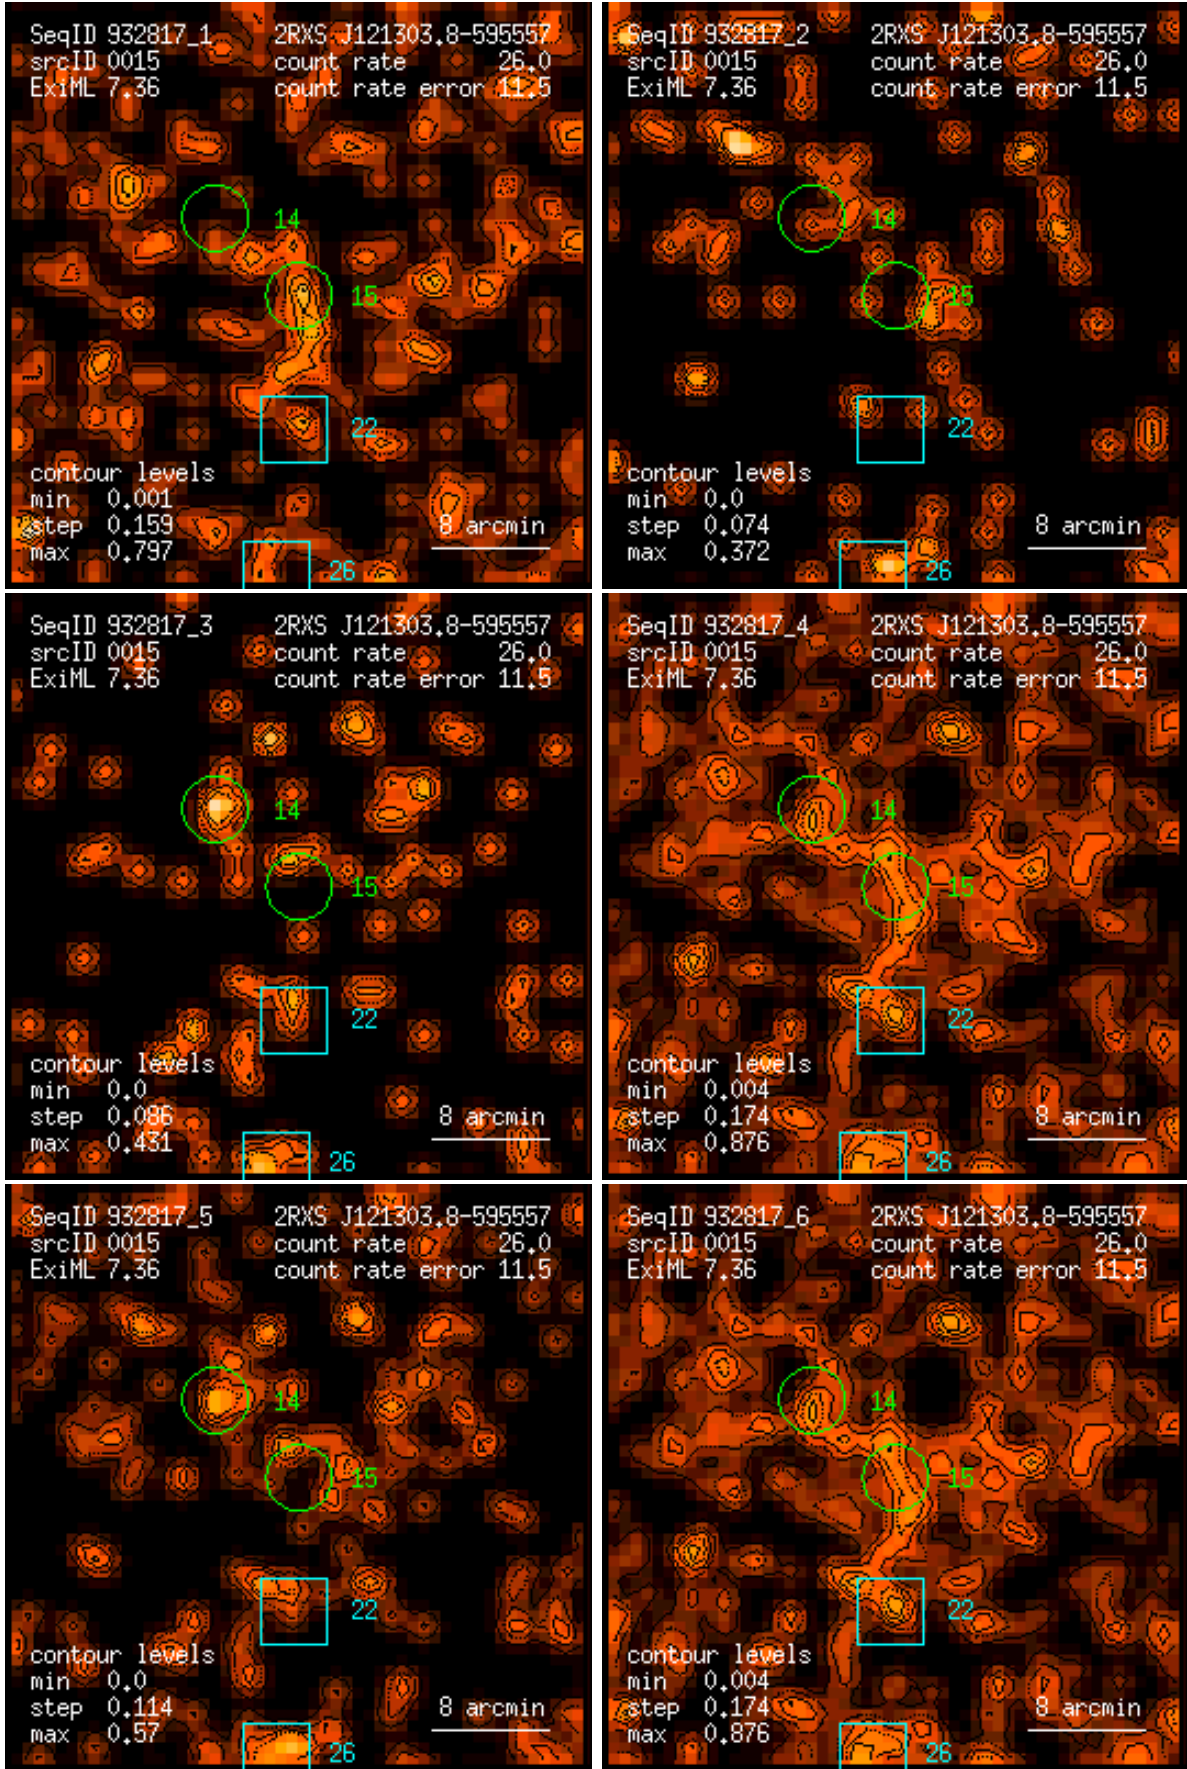 SeqID 932817_1 2RXS J121303.8-595557
srcID 0015 count rate 26.0
ExiML 7.36 count rate error 11.5
14
15
22
contour levels
min 0.001
step 0.159 8 arcmin
max 0.797
26
SeqID 932817_2 2RXS J121303.8-595557
srcID 0015 count rate 26.0
ExiML 7.36 count rate error 11.5
14
15
22
contour levels
min 0.0
step 0.074 8 arcmin
max 0.372
26
SeqID 932817_3 2RXS J121303.8-595557
srcID 0015 count rate 26.0
ExiML 7.36 count rate error 11.5
14
15
22
contour levels
min 0.0
step 0.086 8 arcmin
max 0.431
26
SeqID 932817_4 2RXS J121303.8-595557
srcID 0015 count rate 26.0
ExiML 7.36 count rate error 11.5
14
15
22
contour levels
min 0.004
step 0.174 8 arcmin
max 0.876
26
SeqID 932817_5 2RXS J121303.8-595557
srcID 0015 count rate 26.0
ExiML 7.36 count rate error 11.5
14
15
22
contour levels
min 0.0
step 0.114 8 arcmin
max 0.57
26
SeqID 932817_6 2RXS J121303.8-595557
srcID 0015 count rate 26.0
ExiML 7.36 count rate error 11.5
14
15
22
contour levels
min 0.004
step 0.174 8 arcmin
max 0.876
26